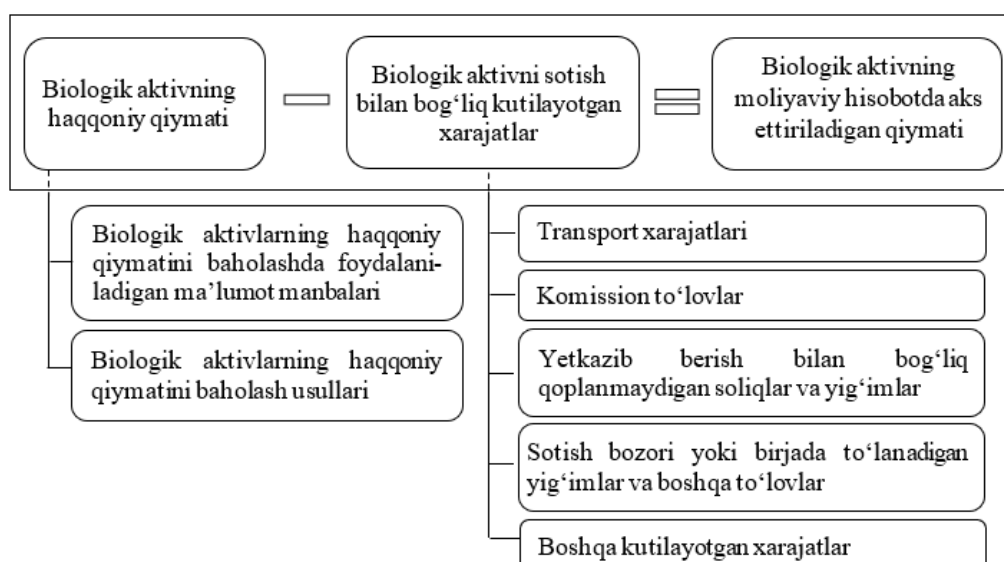 Biologik aktivning
haqqoniy qiymati
Biologik aktivni sotish
bilan bog‘liq kutilayotgan
xarajatlar
Biologik aktivning
moliyaviy hisobotda aks
ettiriladigan qiymati
Biologik aktivlarning haqqoniy
qiymatini baholashda foydalani-
ladigan ma’lumot manbalari
Biologik aktivlarning haqqoniy
qiymatini baholash usullari
Transport xarajatlari
Komission to‘lovlar
Yetkazib berish bilan bog‘liq
qoplanmaydigan soliqlar va yig‘imlar
Sotish bozori yoki birjada to‘lanadigan
yig‘imlar va boshqa to‘lovlar
Boshqa kutilayotgan xarajatlar